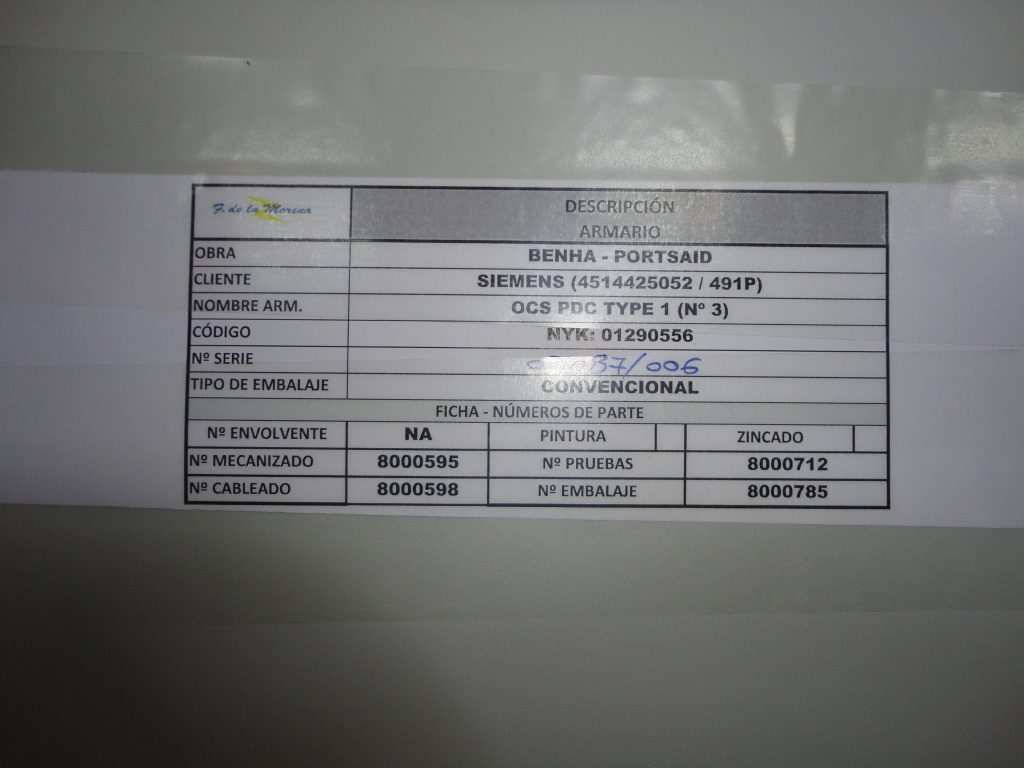 F. de la Morena
DESCRIPCIÓN
ARMARIO
OBRA BENHA - PORTSAID
CLIENTE SIEMENS (4514425052 / 491P)
NOMBRE ARM. OCS PDC TYPE 1 (Nº 3)
CÓDIGO NYK: 01290556
Nº SERIE
TIPO DE EMBALAJE CONVENCIONAL
FICHA - NÚMEROS DE PARTE
Nº ENVOLVENTE NA PINTURA ZINCADO
Nº MECANIZADO 8000595 Nº PRUEBAS 8000712
Nº CABLEADO 8000598 Nº EMBALAJE 8000785